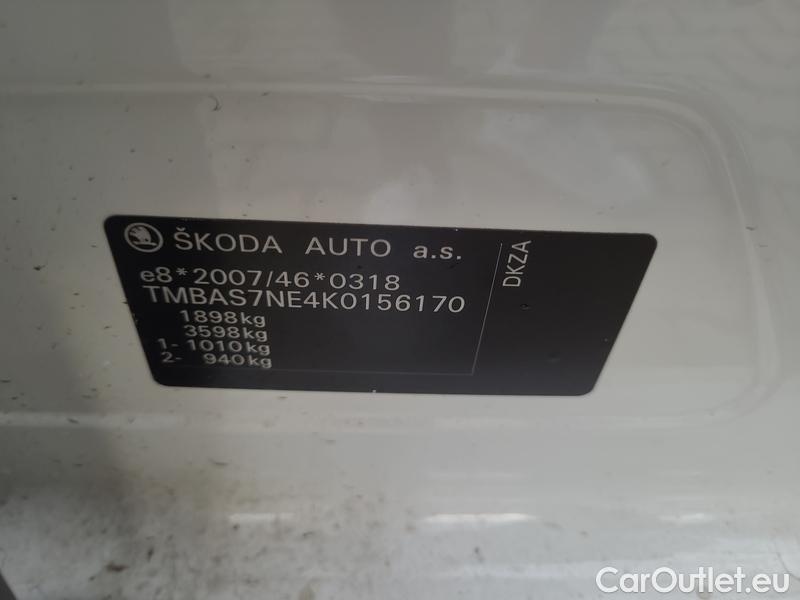 ŠKODA AUTO a.s.
e8*2007/46*0318
TMBAS7NE4K0156170
1898kg
3598kg
1- 1010kg
2- 940kg
DKZA
CarOutlet.eu